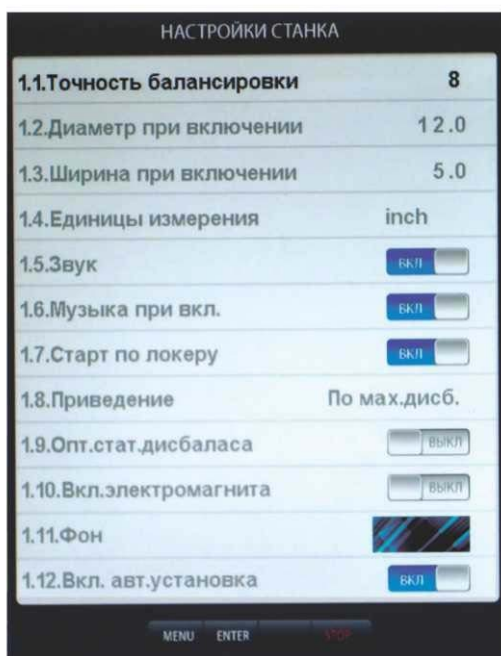 НАСТРОЙКИ СТАНКА
1.1.Точность балансировки 8
1.2.Диаметр при включении 12.0
1.3.Ширина при включении 5.0
1.4.Единицы измерения inch
1.5.Звук ВКЛ
1.6.Музыка при вкл. ВКЛ
1.7.Старт по локеру ВКЛ
1.8.Приведение По мах.дисб.
1.9.Опт.стат.дисбаласа ВЫКЛ
1.10.Вкл.электромагнита ВЫКЛ
1.11.Фон
1.12.Вкл. авт.установка ВКЛ
MENU ENTER STOP